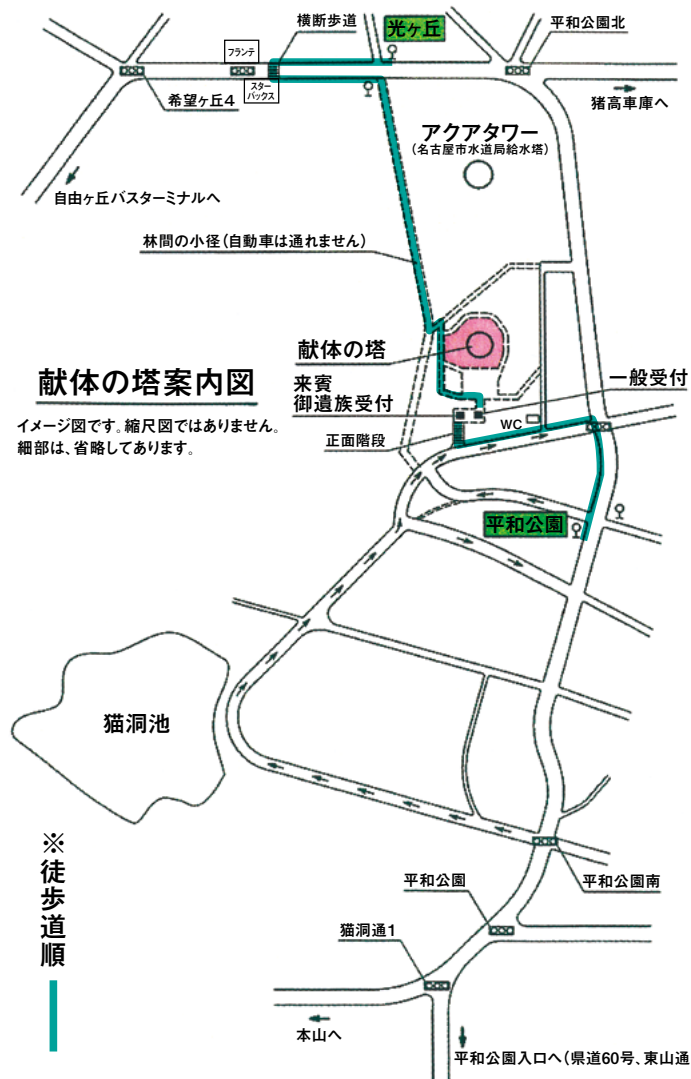 横断歩道
光ヶ丘
平和公園北
フランテ
スター
バックス
希望ヶ丘4
猪高車庫へ
アクアタワー
(名古屋市水道局給水塔)
自由ヶ丘バスターミナルへ
林間の小径(自動車は通れません)
献体の塔
献体の塔案内図
イメージ図です。縮尺図ではありません。
細部は、省略してあります。
来賓
御遺族受付
一般受付
正面階段
WC
平和公園
猫洞池
※徒歩道順
平和公園南
平和公園
猫洞通1
本山へ
平和公園入口へ(県道60号、東山通